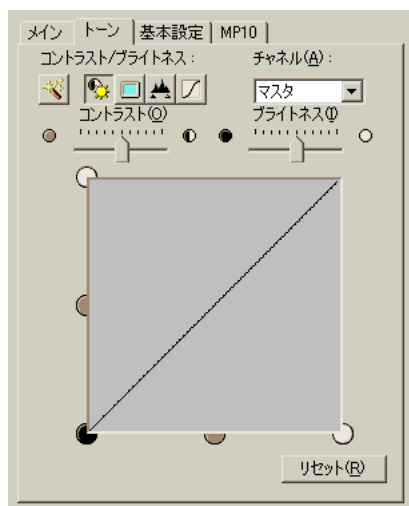 メイン トーン 基本設定 MP10
コントラスト/ブライトネス: チャネル(A):
マスタ
コントラスト(O) ブライトネス(I)
リセット(R)